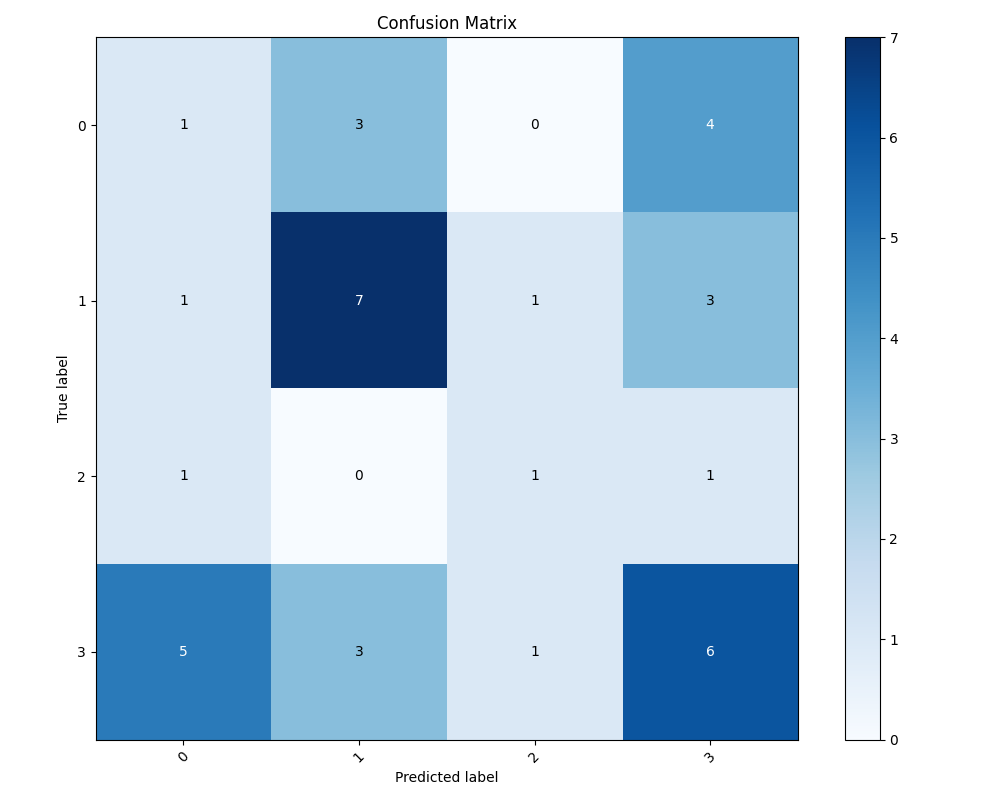 Confusion Matrix
7
0 1 3 0 4
6
5
1 1 7 1 3
4
True label
3
2 1 0 1 1
2
1
3 5 3 1 6
0
0 1 2 3
Predicted label